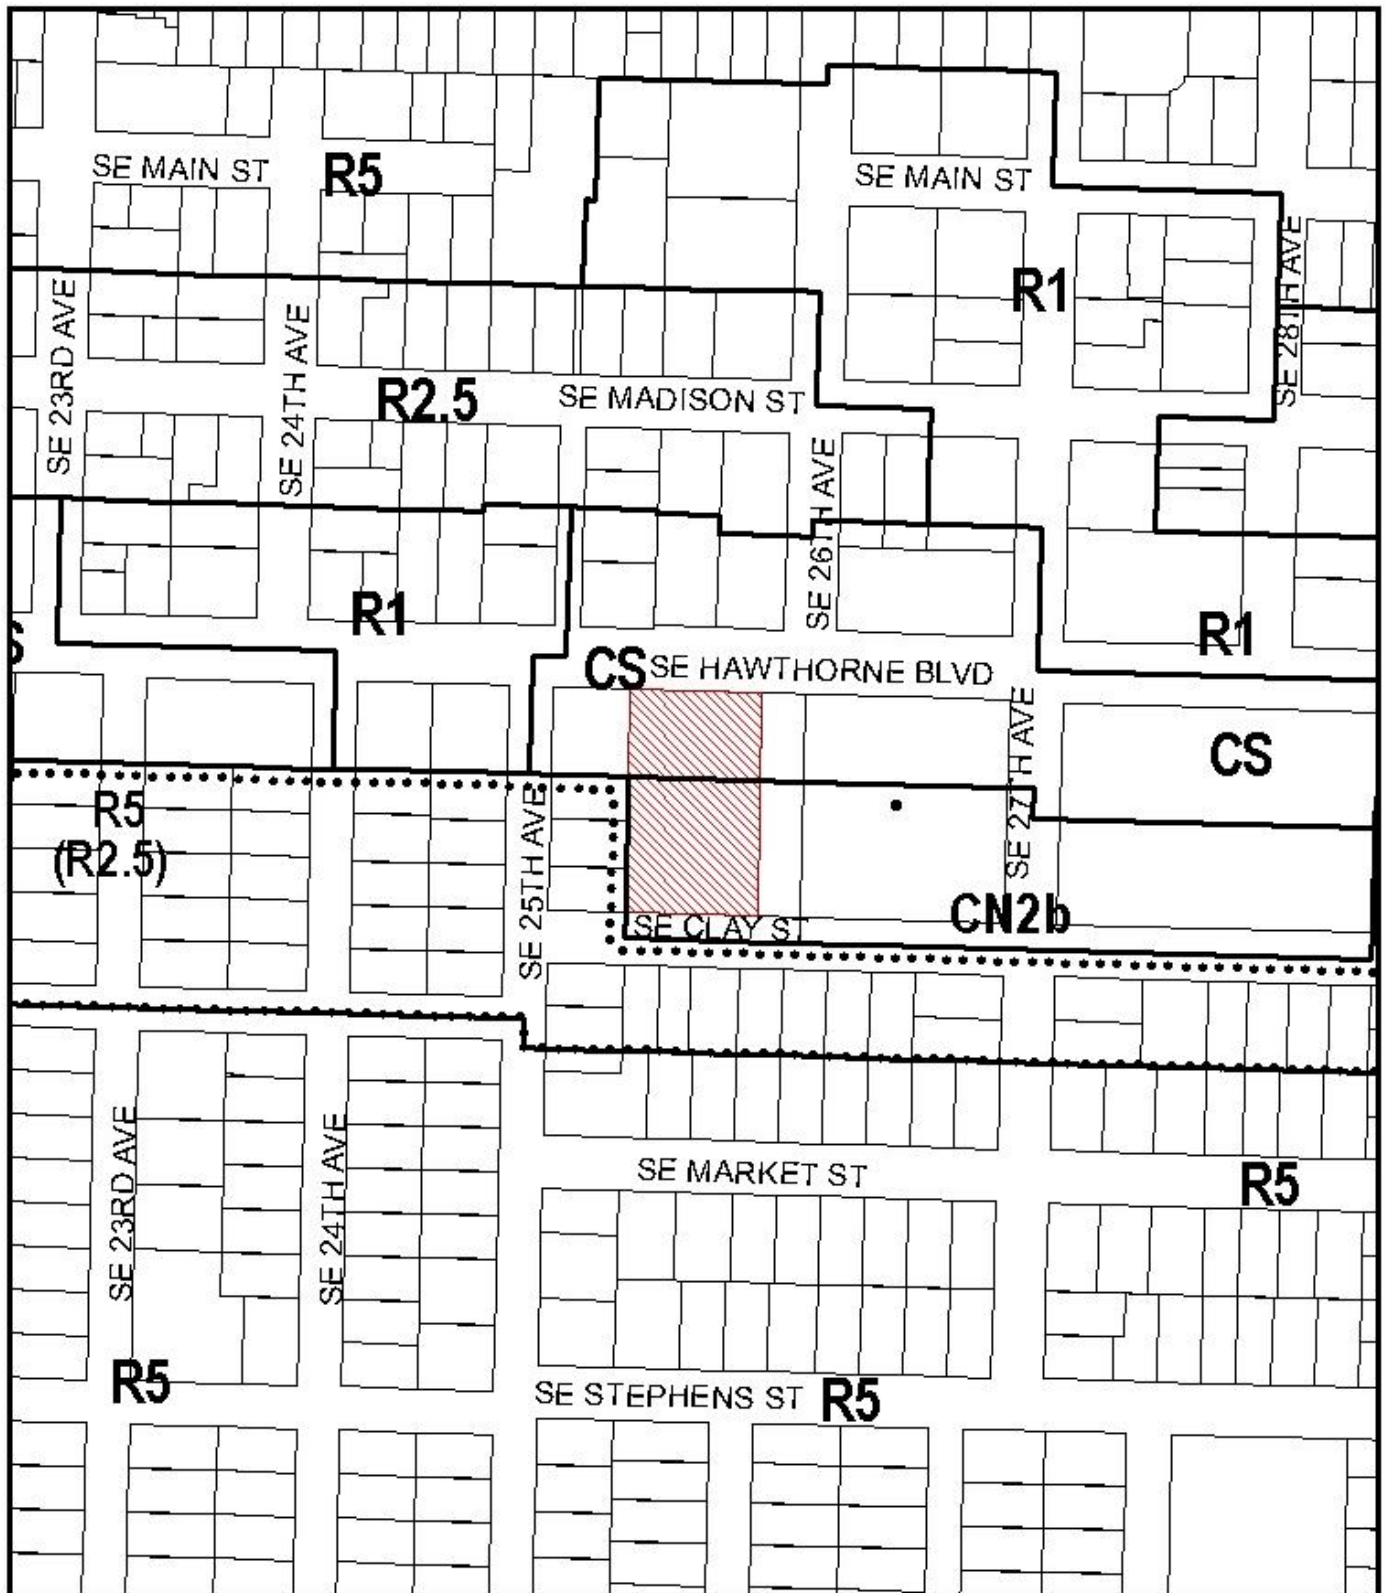 SE MAIN ST
R5
SE MAIN ST
R1
SE 28TH AVE
SE 23RD AVE
SE 24TH AVE
R2.5
SE MADISON ST
SE 26TH AVE
R1
R1
S
CS
SE HAWTHORNE BLVD
CS
R5
(R2.5)
SE 25TH AVE
SE 27TH AVE
CN2b
SE CLAY ST
SE 23RD AVE
SE 24TH AVE
SE MARKET ST
R5
R5
SE STEPHENS ST
R5